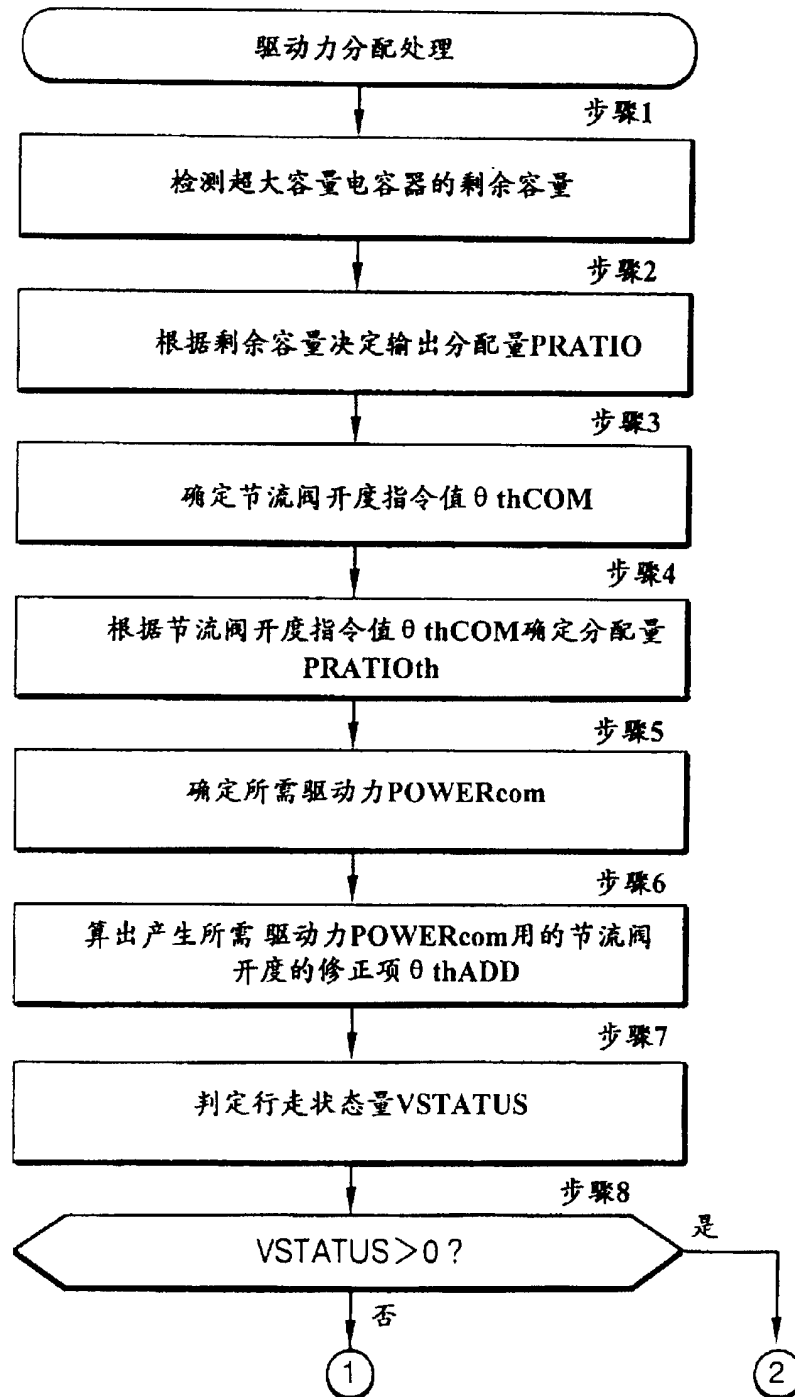 驱动力分配处理
步骤1
检测超大容量电容器的剩余容量
步骤2
根据剩余容量决定输出分配量PRATIO
步骤3
确定节流阀开度指令值θthCOM
步骤4
根据节流阀开度指令值θthCOM确定分配量
PRATIOth
步骤5
确定所需驱动力POWERcom
步骤6
算出产生所需 驱动力POWERcom用的节流阀
开度的修正项θthADD
步骤7
判定行走状态量VSTATUS
步骤8
VSTATUS>0?
是
否
1
2